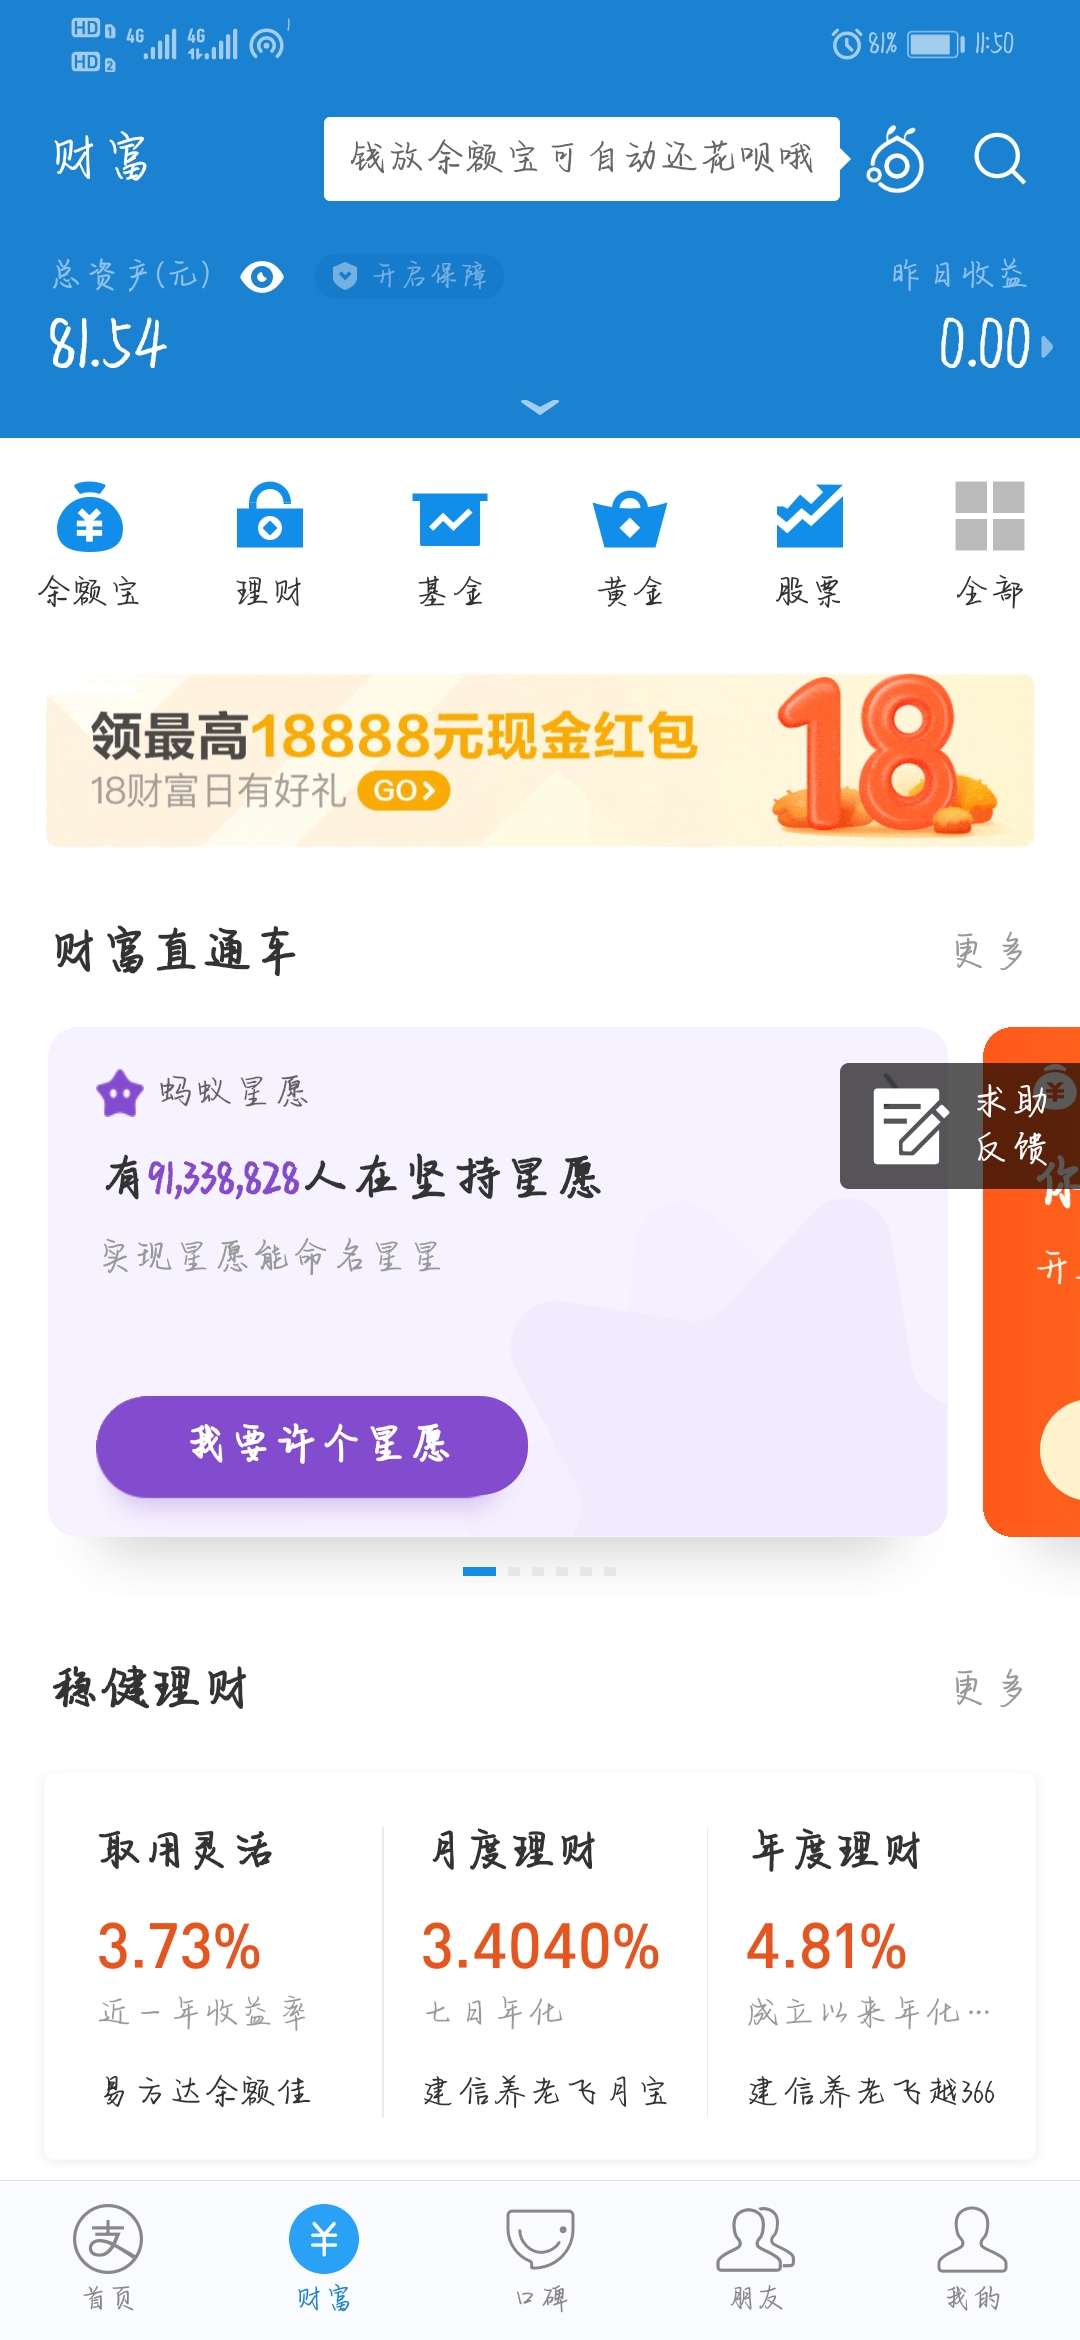 HD 1 4G 4G
HD 2
81% 11:50
财富
钱放余额宝可自动还花呗哦
总资产(元) 开启保障 昨日收益
81.54 0.00
余额宝 理财 基金 黄金 股票 全部
领最高18888元现金红包
18财富日有好礼 GO
18
财富直通车 更多
蚂蚁星愿
求助
反馈
有91,338,828人在坚持星愿
你
实现星愿能命名星星
开
我要许个星愿
稳健理财 更多
取用灵活 月度理财 年度理财
3.73% 3.4040% 4.81%
近一年收益率 七日年化 成立以来年化…
易方达余额佳 建信养老飞月宝 建信养老飞越366
首页 财富 口碑 朋友 我的